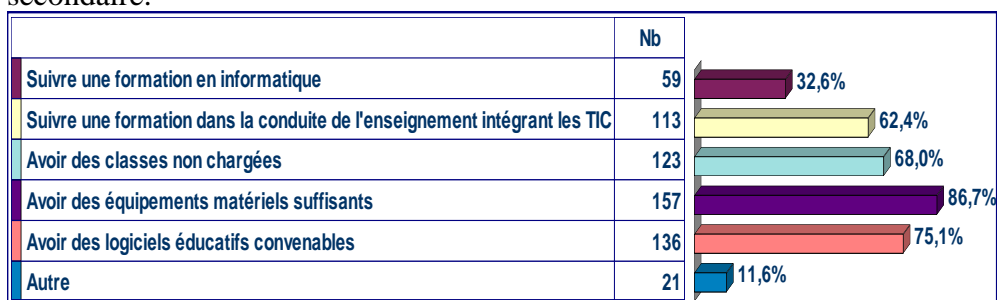 secondaire.
Nb
Suivre une formation en informatique 59 32,6%
Suivre une formation dans la conduite de l'enseignement intégrant les TIC 113 62,4%
Avoir des classes non chargées 123 68,0%
Avoir des équipements matériels suffisants 157 86,7%
Avoir des logiciels éducatifs convenables 136 75,1%
Autre 21 11,6%